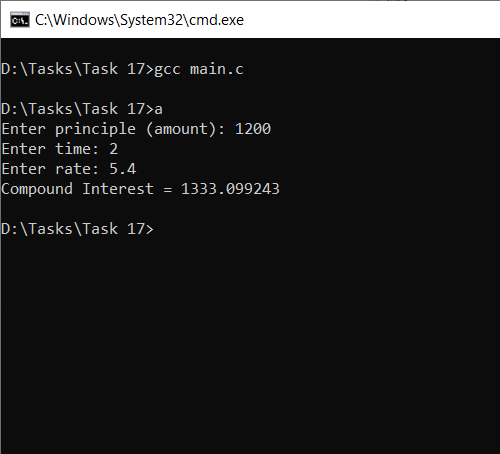 C:\Windows\System32\cmd.exe
D:\Tasks\Task 17>gcc main.c
D:\Tasks\Task 17>a
Enter principle (amount): 1200
Enter time: 2
Enter rate: 5.4
Compound Interest = 1333.099243
D:\Tasks\Task 17>